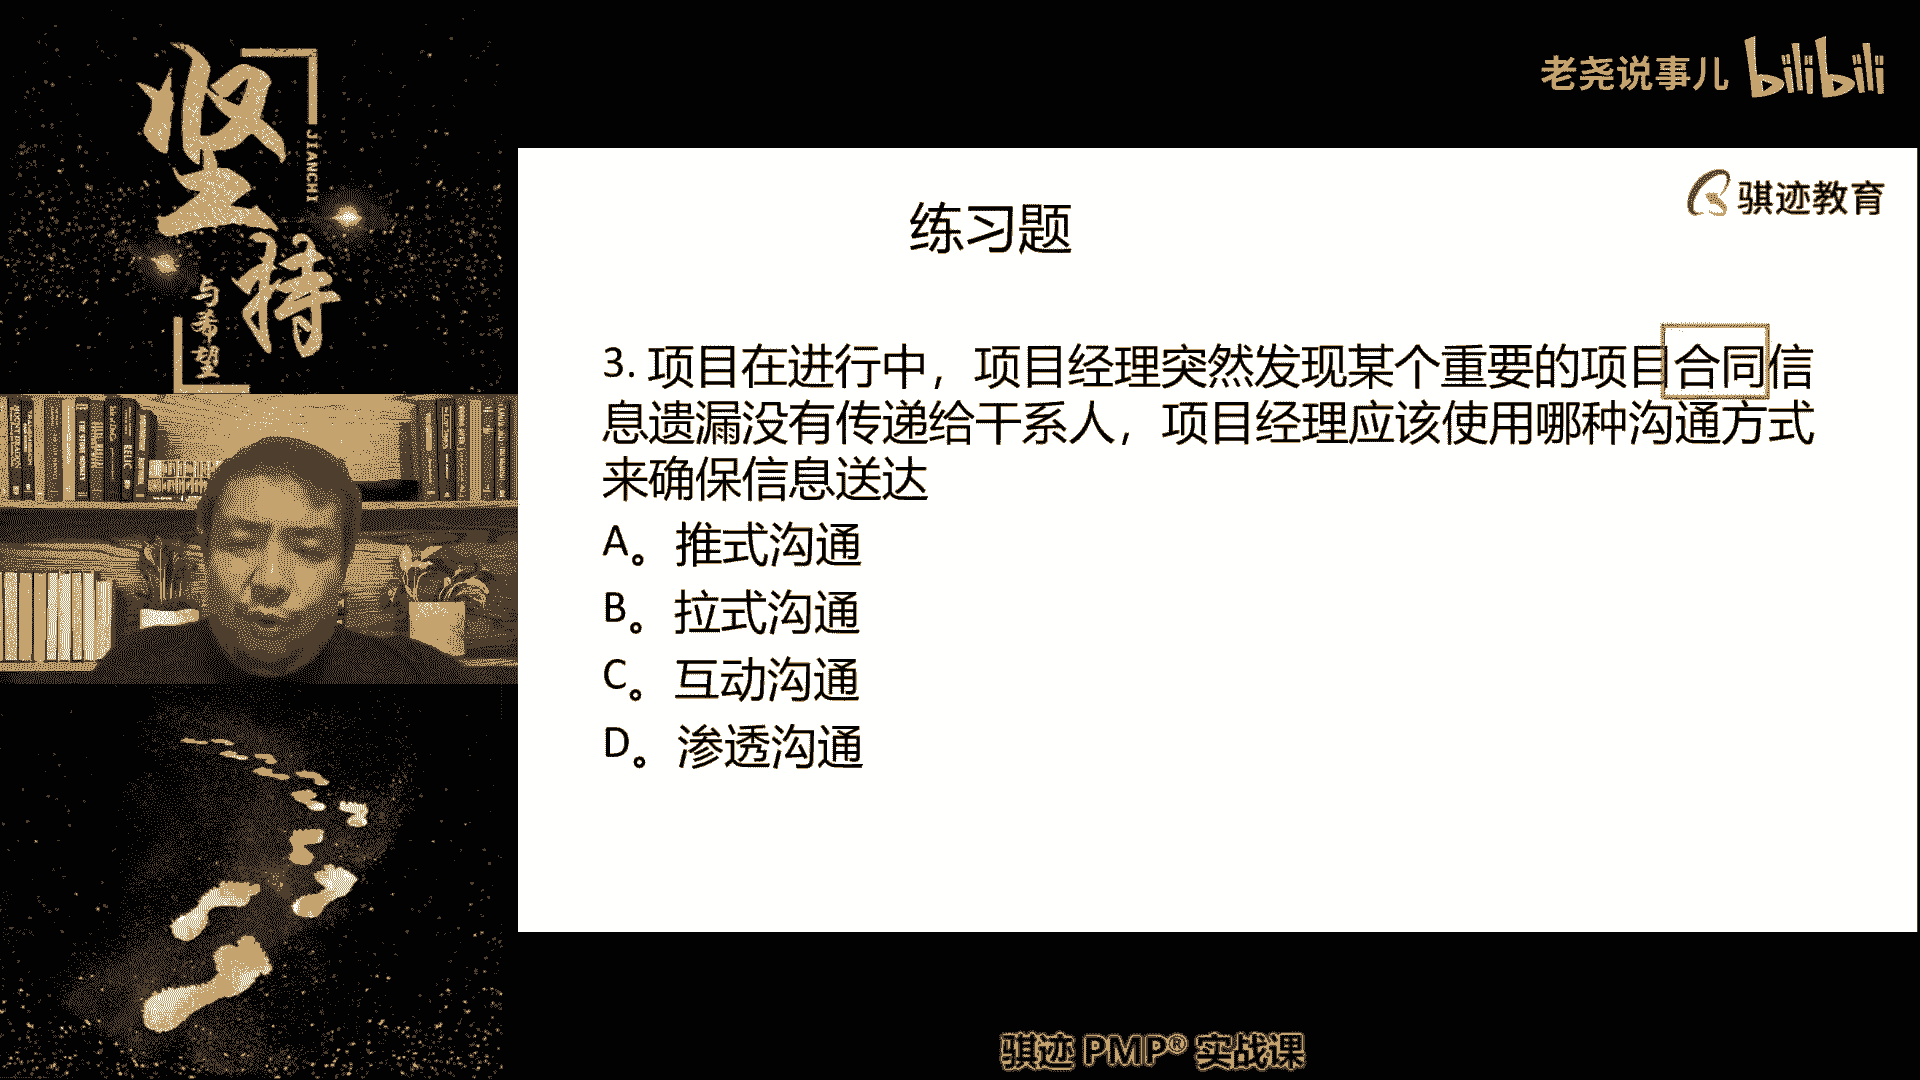 坚持
JIANCHI
与希望
老尧说事儿 bilibili
骐迹教育
练习题
3. 项目在进行中，项目经理突然发现某个重要的项目合同信
息遗漏没有传递给干系人，项目经理应该使用哪种沟通方式
来确保信息送达
A。推式沟通
B。拉式沟通
C。互动沟通
D。渗透沟通
骐迹 PMP® 实战课